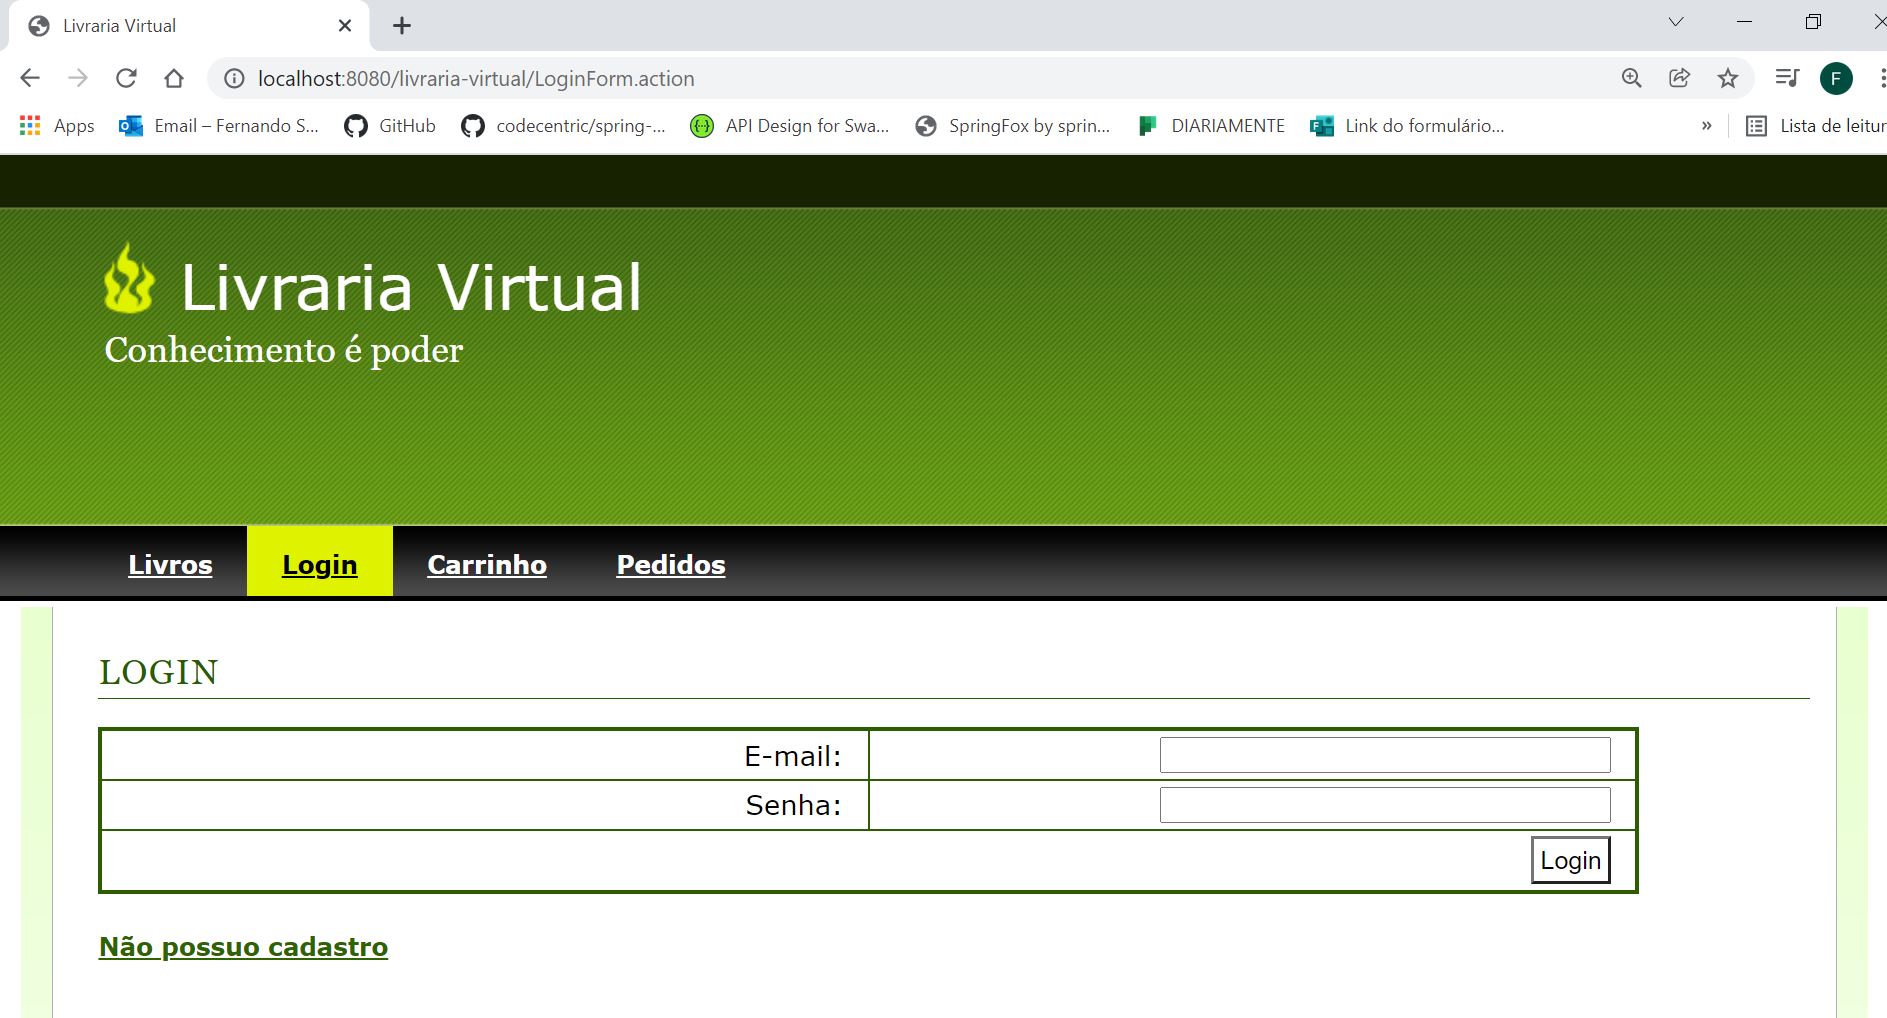 Livraria Virtual
localhost:8080/livraria-virtual/LoginForm.action
F
Apps Email – Fernando S... GitHub codecentric/spring-... API Design for Swa... SpringFox by sprin... DIARIAMENTE Link do formulário... » Lista de leitur
Livraria Virtual
Conhecimento é poder
Livros Login Carrinho Pedidos
LOGIN
E-mail:
Senha:
Login
Não possuo cadastro